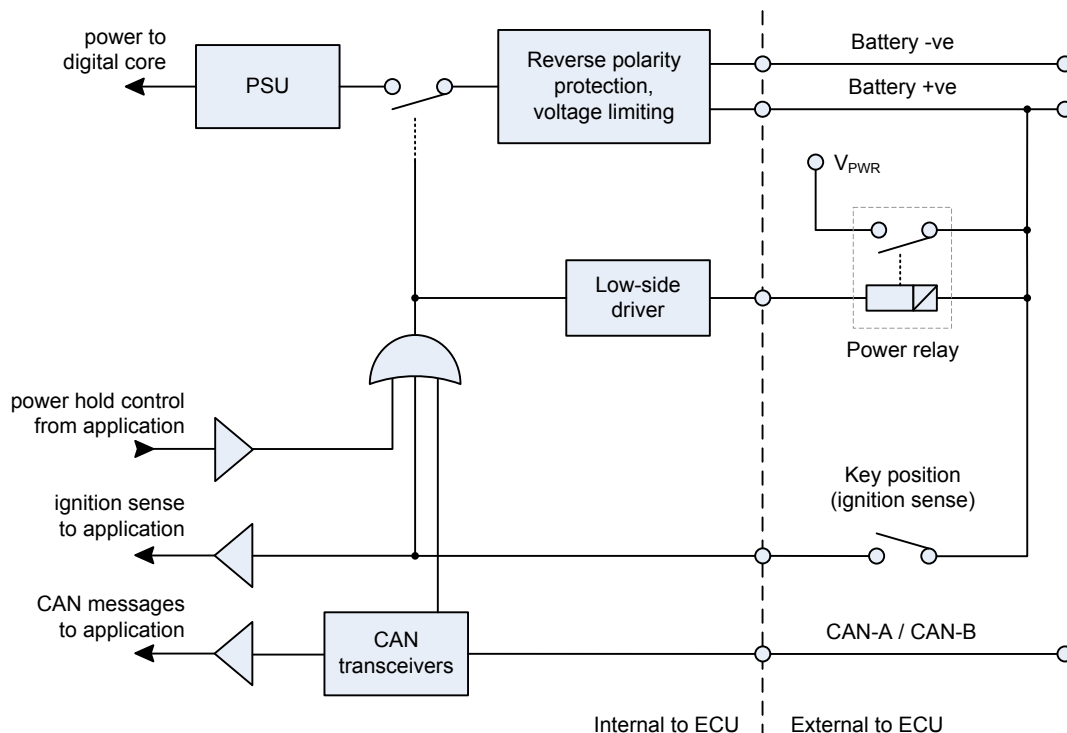 power to
digital core
PSU
Reverse polarity
protection,
voltage limiting
Battery -ve
Battery +ve
VPWR
Low-side
driver
Power relay
power hold control
from application
Key position
(ignition sense)
ignition sense
to application
CAN messages
to application
CAN
transceivers
CAN-A / CAN-B
Internal to ECU
External to ECU